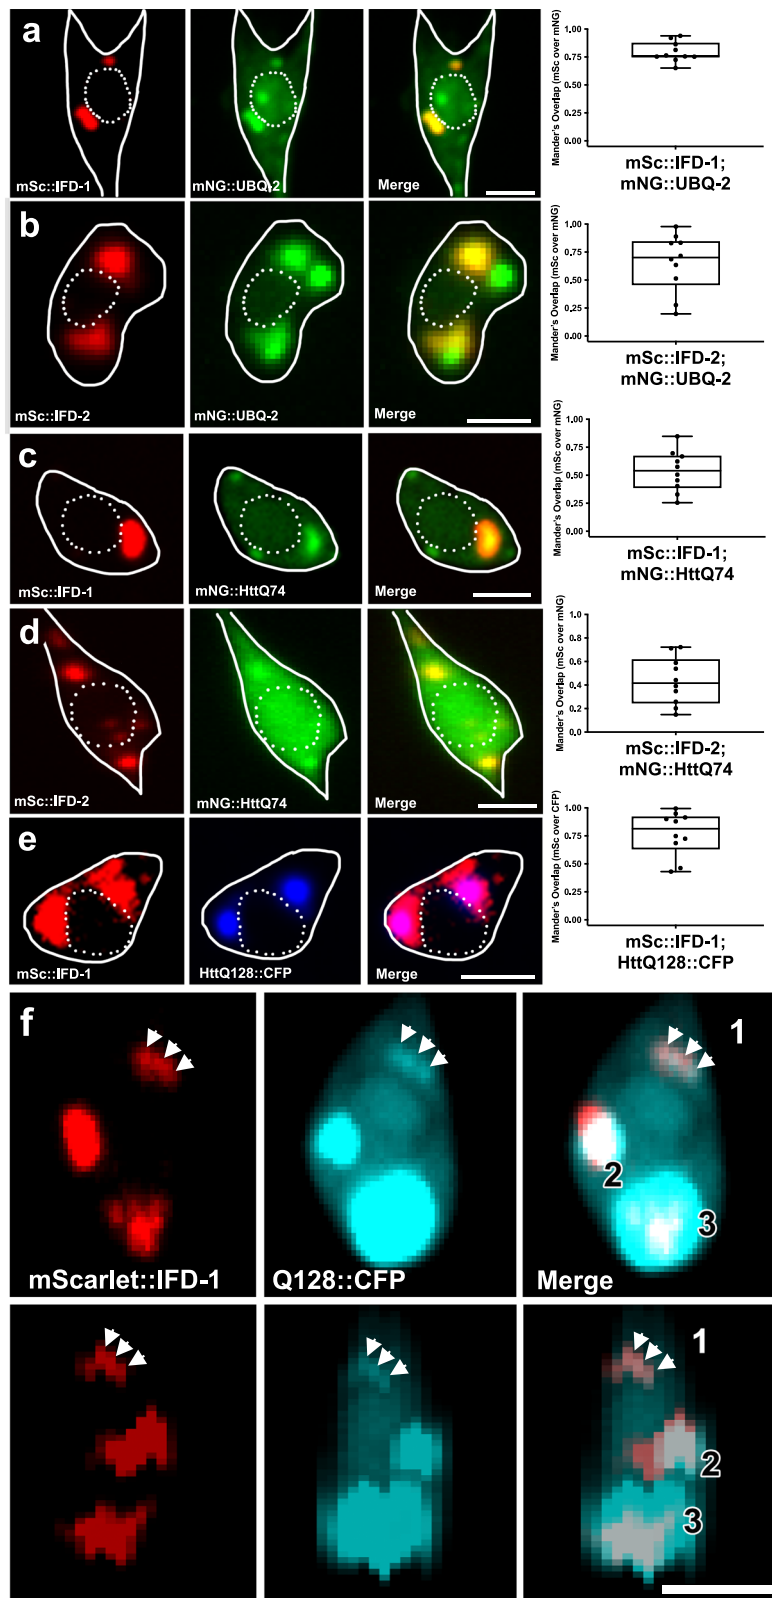 a
mSc::IFD-1
mNG::UBQ-2
Merge
Mander's Overlap (mSc over mNG)
1.00
0.75
0.50
0.25
0.00
mSc::IFD-1;
mNG::UBQ-2
b
mSc::IFD-2
mNG::UBQ-2
Merge
Mander's Overlap (mSc over mNG)
1.00
0.75
0.50
0.25
0.00
mSc::IFD-2;
mNG::UBQ-2
c
mSc::IFD-1
mNG::HttQ74
Merge
Mander's Overlap (mSc over mNG)
1.00
0.75
0.50
0.25
0.00
mSc::IFD-1;
mNG::HttQ74
d
mSc::IFD-2
mNG::HttQ74
Merge
Mander's Overlap (mSc over mNG)
1.0
0.8
0.6
0.4
0.2
0.0
mSc::IFD-2;
mNG::HttQ74
e
mSc::IFD-1
HttQ128::CFP
Merge
Mander's Overlap (mSc over CFP)
1.00
0.75
0.50
0.25
0.00
mSc::IFD-1;
HttQ128::CFP
f
1
2
3
mScarlet::IFD-1
Q128::CFP
Merge
1
2
3